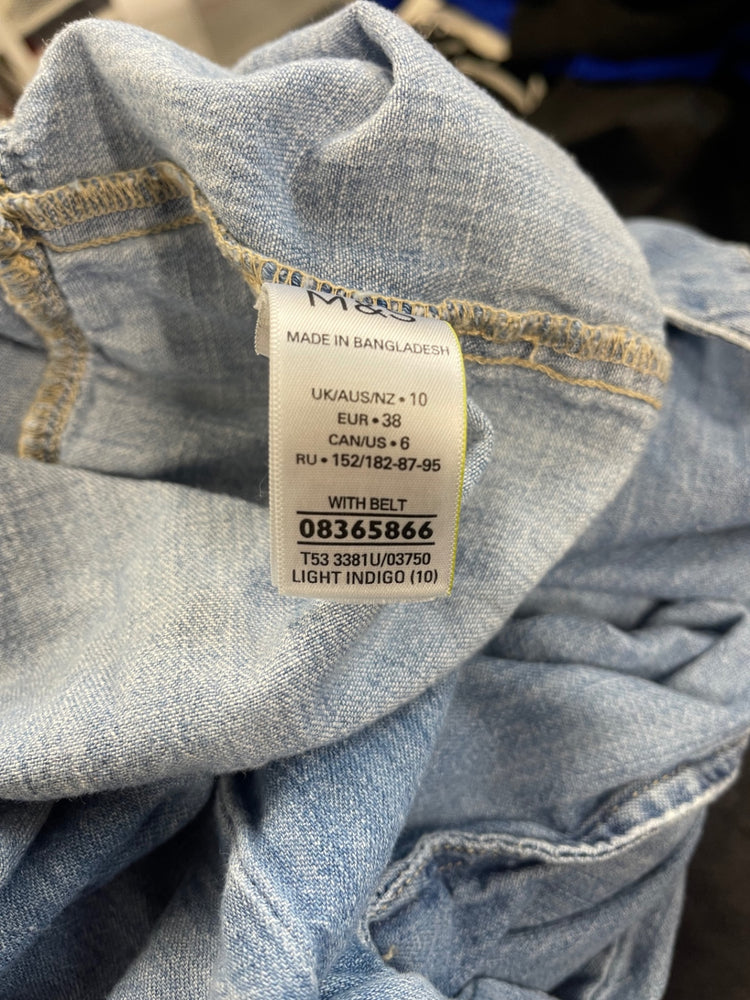 M&S
MADE IN BANGLADESH
UK/AUS/NZ • 10
EUR • 38
CAN/US • 6
RU • 152/182-87-95
WITH BELT
08365866
T53 3381U/03750
LIGHT INDIGO (10)